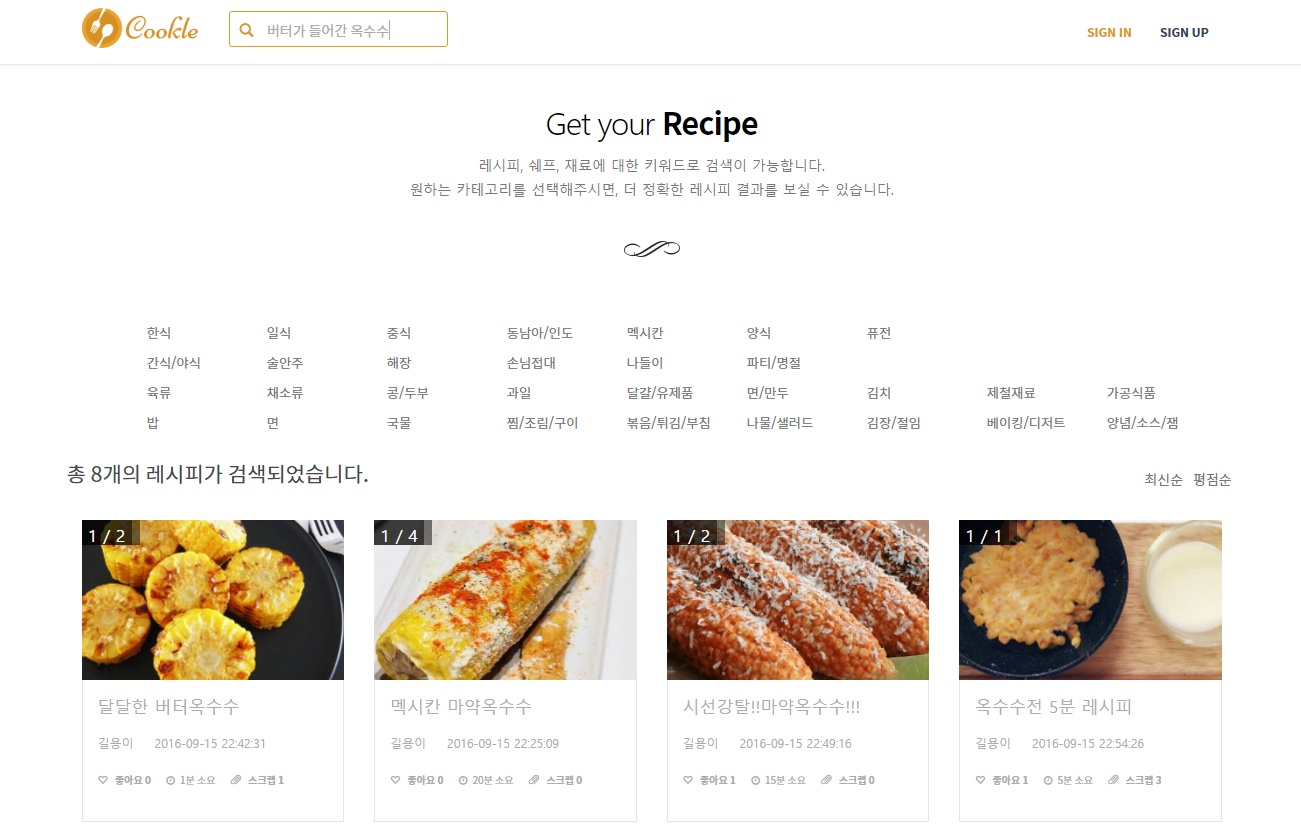 Cookle
버터가 들어간 옥수수
SIGN IN SIGN UP
Get your Recipe
레시피, 쉐프, 재료에 대한 키워드로 검색이 가능합니다.
원하는 카테고리를 선택해주시면, 더 정확한 레시피 결과를 보실 수 있습니다.
한식 일식 중식 동남아/인도 멕시칸 양식 퓨전
간식/야식 술안주 해장 손님접대 나들이 파티/명절
육류 채소류 콩/두부 과일 달걀/유제품 면/만두 김치 제철재료 가공식품
밥 면 국물 찜/조림/구이 볶음/튀김/부침 나물/샐러드 김장/절임 베이킹/디저트 양념/소스/잼
총 8개의 레시피가 검색되었습니다.
최신순 평점순
1 / 2
달달한 버터옥수수
길용이 2016-09-15 22:42:31
좋아요 0 1분 소요 스크랩 1
1 / 4
멕시칸 마약옥수수
길용이 2016-09-15 22:25:09
좋아요 0 20분 소요 스크랩 0
1 / 2
시선강탈!!마약옥수수!!!
길용이 2016-09-15 22:49:16
좋아요 1 15분 소요 스크랩 0
1 / 1
옥수수전 5분 레시피
길용이 2016-09-15 22:54:26
좋아요 1 5분 소요 스크랩 3